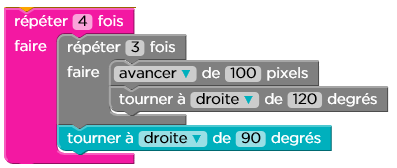 répéter 4 fois
faire répéter 3 fois
faire avancer ▼ de 100 pixels
tourner à droite ▼ de 120 degrés
tourner à droite ▼ de 90 degrés